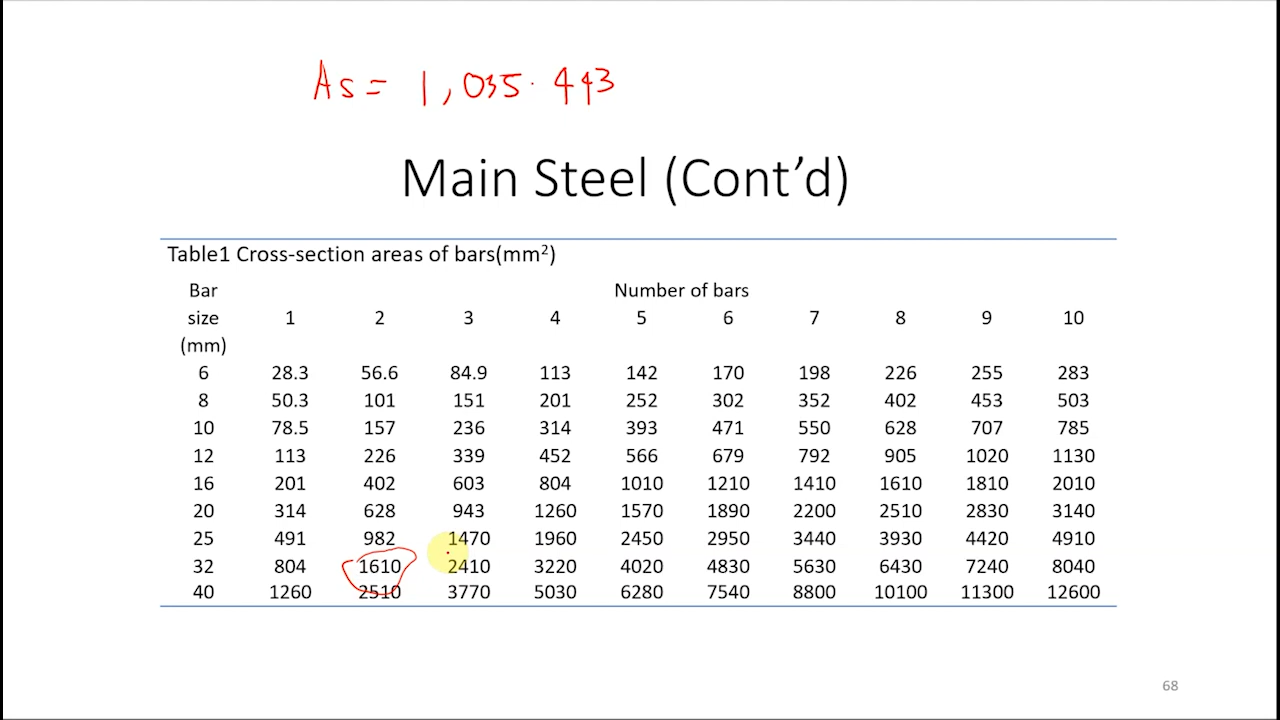 As = 1,035.493
Main Steel (Cont’d)
Table1 Cross-section areas of bars(mm²)
Bar Number of bars
size 1 2 3 4 5 6 7 8 9 10
(mm)
6 28.3 56.6 84.9 113 142 170 198 226 255 283
8 50.3 101 151 201 252 302 352 402 453 503
10 78.5 157 236 314 393 471 550 628 707 785
12 113 226 339 452 566 679 792 905 1020 1130
16 201 402 603 804 1010 1210 1410 1610 1810 2010
20 314 628 943 1260 1570 1890 2200 2510 2830 3140
25 491 982 1470 1960 2450 2950 3440 3930 4420 4910
32 804 1610 2410 3220 4020 4830 5630 6430 7240 8040
40 1260 2510 3770 5030 6280 7540 8800 10100 11300 12600
68